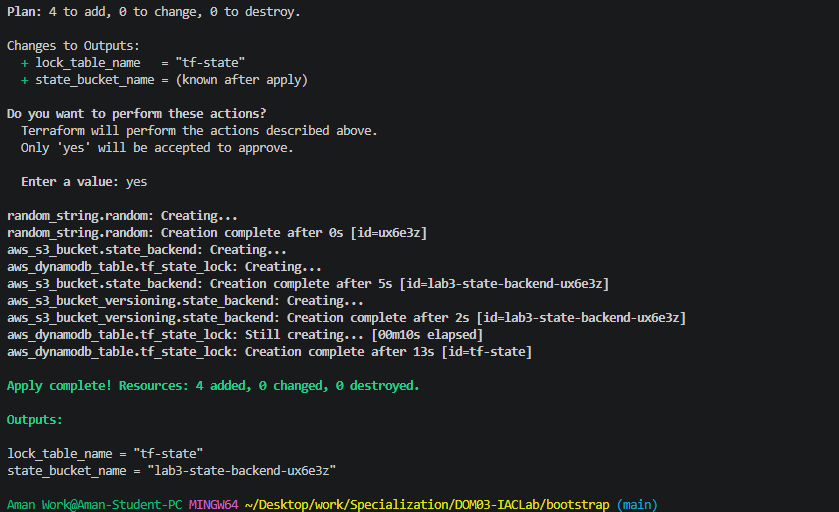 Plan: 4 to add, 0 to change, 0 to destroy.
Changes to Outputs:
+ lock_table_name   = "tf-state"
+ state_bucket_name = (known after apply)
Do you want to perform these actions?
Terraform will perform the actions described above.
Only 'yes' will be accepted to approve.
Enter a value: yes
random_string.random: Creating...
random_string.random: Creation complete after 0s [id=ux6e3z]
aws_s3_bucket.state_backend: Creating...
aws_dynamodb_table.tf_state_lock: Creating...
aws_s3_bucket.state_backend: Creation complete after 5s [id=lab3-state-backend-ux6e3z]
aws_s3_bucket_versioning.state_backend: Creating...
aws_s3_bucket_versioning.state_backend: Creation complete after 2s [id=lab3-state-backend-ux6e3z]
aws_dynamodb_table.tf_state_lock: Still creating... [00m10s elapsed]
aws_dynamodb_table.tf_state_lock: Creation complete after 13s [id=tf-state]
Apply complete! Resources: 4 added, 0 changed, 0 destroyed.
Outputs:
lock_table_name = "tf-state"
state_bucket_name = "lab3-state-backend-ux6e3z"
Aman Work@Aman-Student-PC MINGW64 ~/Desktop/work/Specialization/DOM03-IACLab/bootstrap (main)